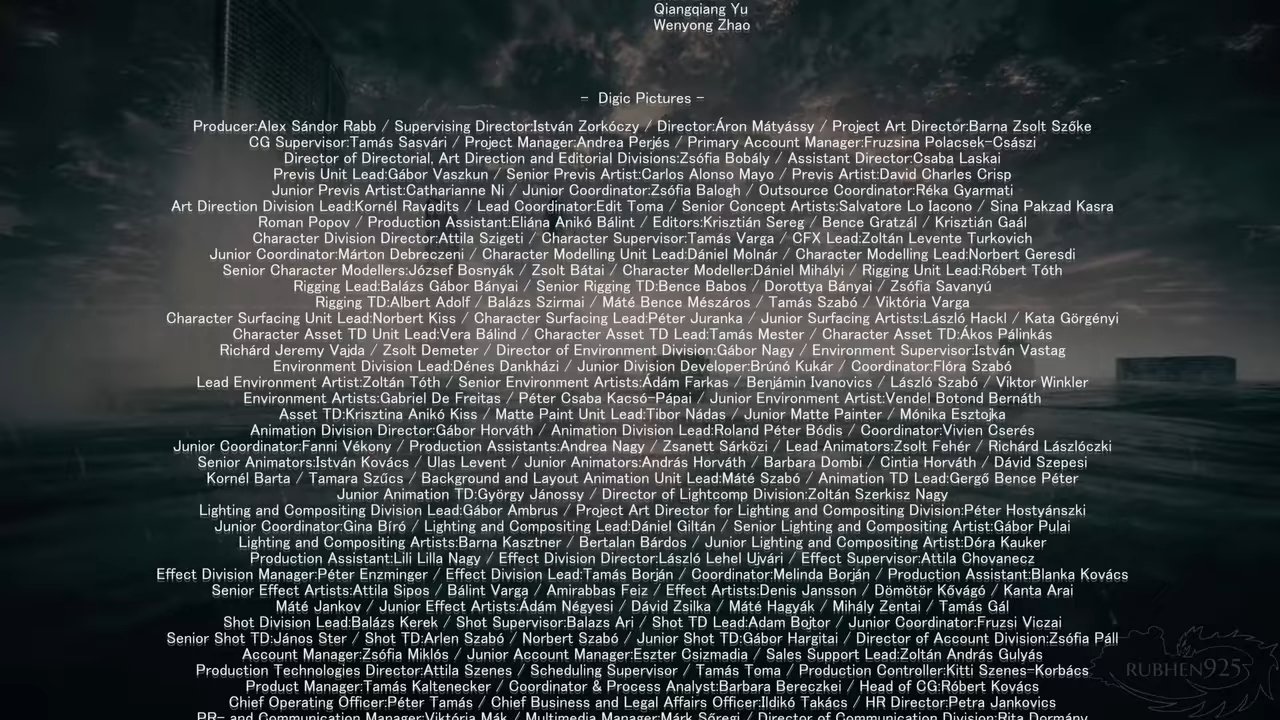 Qiangqiang Yu
Wenyong Zhao
- Digic Pictures -
Producer:Alex Sándor Rabb / Supervising Director:István Zorkóczy / Director:Áron Mátyássy / Project Art Director:Barna Zsolt Szőke
CG Supervisor:Tamás Sasvári / Project Manager:Andrea Perjés / Primary Account Manager:Fruzsina Polacsek-Császi
Director of Directorial, Art Direction and Editorial Divisions:Zsófia Bobály / Assistant Director:Csaba Laskai
Previs Unit Lead:Gábor Vaszkun / Senior Previs Artist:Carlos Alonso Mayo / Previs Artist:David Charles Crisp
Junior Previs Artist:Catharianne Ni / Junior Coordinator:Zsófia Balogh / Outsource Coordinator:Réka Gyarmati
Art Direction Division Lead:Kornél Ravadits / Lead Coordinator:Edit Toma / Senior Concept Artists:Salvatore Lo Iacono / Sina Pakzad Kasra
Roman Popov / Production Assistant:Eliána Anikó Bálint / Editors:Krisztián Sereg / Bence Gratzál / Krisztián Gaál
Character Division Director:Attila Szigeti / Character Supervisor:Tamás Varga / CFX Lead:Zoltán Levente Turkovich
Junior Coordinator:Márton Debreczeni / Character Modelling Unit Lead:Dániel Molnár / Character Modelling Lead:Norbert Geresdi
Senior Character Modellers:József Bosnyák / Zsolt Bátai / Character Modeller:Dániel Mihályi / Rigging Unit Lead:Róbert Tóth
Rigging Lead:Balázs Gábor Bányai / Senior Rigging TD:Bence Babos / Dorottya Bányai / Zsófia Savanyú
Rigging TD:Albert Adolf / Balázs Szirmai / Máté Bence Mészáros / Tamás Szabó / Viktória Varga
Character Surfacing Unit Lead:Norbert Kiss / Character Surfacing Lead:Péter Juranka / Junior Surfacing Artists:László Hackl / Kata Görgényi
Character Asset TD Unit Lead:Vera Bálind / Character Asset TD Lead:Tamás Mester / Character Asset TD:Ákos Pálinkás
Richárd Jeremy Vajda / Zsolt Demeter / Director of Environment Division:Gábor Nagy / Environment Supervisor:István Vastag
Environment Division Lead:Dénes Dankházi / Junior Division Developer:Brúnó Kukár / Coordinator:Flóra Szabó
Lead Environment Artist:Zoltán Tóth / Senior Environment Artists:Ádám Farkas / Benjámin Ivanovics / László Szabó / Viktor Winkler
Environment Artists:Gabriel De Freitas / Péter Csaba Kacsó-Pápai / Junior Environment Artist:Vendel Botond Bernáth
Asset TD:Krisztina Anikó Kiss / Matte Paint Unit Lead:Tibor Nádas / Junior Matte Painter / Mónika Esztojka
Animation Division Director:Gábor Horváth / Animation Division Lead:Roland Péter Bódis / Coordinator:Vivien Cserés
Junior Coordinator:Fanni Vékony / Production Assistants:Andrea Nagy / Zsanett Sárközi / Lead Animators:Zsolt Fehér / Richárd Lászlóczki
Senior Animators:István Kovács / Ulas Levent / Junior Animators:András Horváth / Barbara Dombi / Cintia Horváth / Dávid Szepesi
Kornél Barta / Tamara Szűcs / Background and Layout Animation Unit Lead:Máté Szabó / Animation TD Lead:Gergő Bence Péter
Junior Animation TD:György Jánossy / Director of Lightcomp Division:Zoltán Szerkisz Nagy
Lighting and Compositing Division Lead:Gábor Ambrus / Project Art Director for Lighting and Compositing Division:Péter Hostyánszki
Junior Coordinator:Gina Bíró / Lighting and Compositing Lead:Dániel Giltán / Senior Lighting and Compositing Artist:Gábor Pulai
Lighting and Compositing Artists:Barna Kasztner / Bertalan Bárdos / Junior Lighting and Compositing Artist:Dóra Kauker
Production Assistant:Lili Lilla Nagy / Effect Division Director:László Lehel Ujvári / Effect Supervisor:Attila Chovanecz
Effect Division Manager:Péter Enzminger / Effect Division Lead:Tamás Borján / Coordinator:Melinda Borján / Production Assistant:Blanka Kovács
Senior Effect Artists:Attila Sipos / Bálint Varga / Amirabbas Feiz / Effect Artists:Denis Jansson / Dömötör Kővágó / Kanta Arai
Máté Jankov / Junior Effect Artists:Ádám Négyesi / Dávid Zsilka / Máté Hagyák / Mihály Zentai / Tamás Gál
Shot Division Lead:Balázs Kerek / Shot Supervisor:Balazs Ari / Shot TD Lead:Adam Bojtor / Junior Coordinator:Fruzsi Viczai
Senior Shot TD:János Ster / Shot TD:Arlen Szabó / Norbert Szabó / Junior Shot TD:Gábor Hargitai / Director of Account Division:Zsófia Páll
Account Manager:Zsófia Miklós / Junior Account Manager:Eszter Csizmadia / Sales Support Lead:Zoltán András Gulyás
Production Technologies Director:Attila Szenes / Scheduling Supervisor / Tamás Toma / Production Controller:Kitti Szenes-Korbács
Product Manager:Tamás Kaltenecker / Coordinator & Process Analyst:Barbara Bereczkei / Head of CG:Róbert Kovács
Chief Operating Officer:Péter Tamás / Chief Business and Legal Affairs Officer:Ildikó Takács / HR Director:Petra Jankovics
PR- and Communication Manager:Viktória Mák / Multimedia Manager:Márk Sőregi / Director of Communication Division:Rita Dormány
RUBHEN925